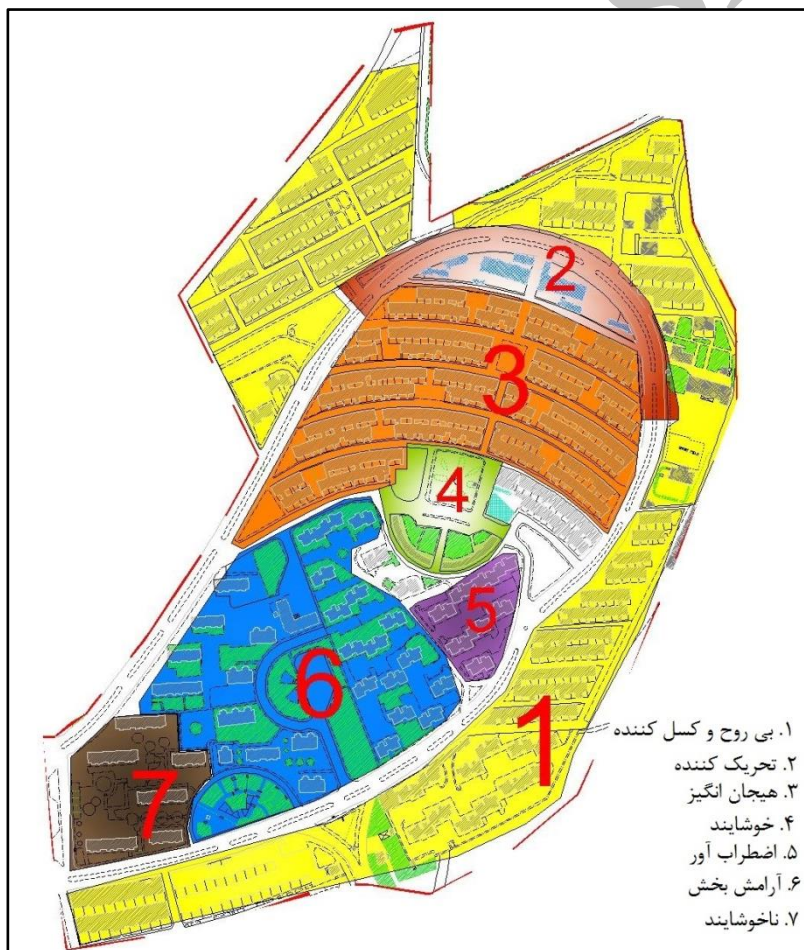 2
3
4
5
6
1
7
۱. بی روح و کسل کننده
۲. تحریک کننده
۳. هیجان انگیز
۴. خوشایند
۵. اضطراب آور
۶. آرامش بخش
۷. ناخوشایند